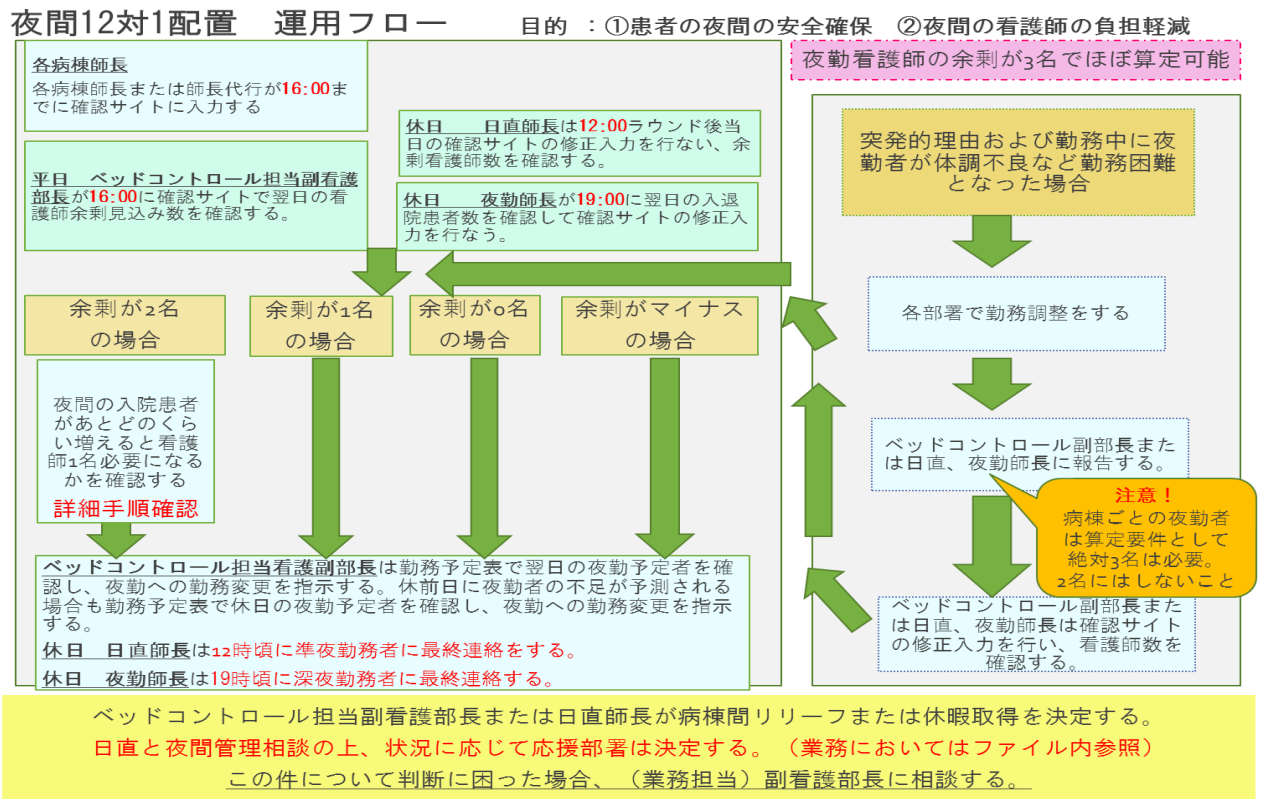 夜間12対1配置　運用フロー　　目的　：①患者の夜間の安全確保　②夜間の看護師の負担軽減
夜勤看護師の余剰が3名でほぼ算定可能
各病棟師長
各病棟師長または師長代行が16:00ま
でに確認サイトに入力する
平日　ベッドコントロール担当副看護
部長が16:00に確認サイトで翌日の看
護師余剰見込み数を確認する。
休日　　日直師長は12:00ラウンド後当
日の確認サイトの修正入力を行ない、余
剰看護師数を確認する。
休日　　夜勤師長が19:00に翌日の入退
院患者数を確認して確認サイトの修正入
力を行なう。
余剰が2名
の場合
余剰が1名
の場合
余剰が0名
の場合
余剰がマイナス
の場合
夜間の入院患者
があとどのくら
い増えると看護
師1名必要になる
かを確認する
詳細手順確認
ベッドコントロール担当看護副部長は勤務予定表で翌日の夜勤予定者を確
認し、夜勤への勤務変更を指示する。休前日に夜勤者の不足が予測される
場合も勤務予定表で休日の夜勤予定者を確認し、夜勤への勤務変更を指示
する。
休日　日直師長は12時頃に準夜勤務者に最終連絡をする。
休日　夜勤師長は19時頃に深夜勤務者に最終連絡する。
突発的理由および勤務中に夜
勤者が体調不良など勤務困難
となった場合
各部署で勤務調整をする
ベッドコントロール副部長また
は日直、夜勤師長に報告する。
注意！
病棟ごとの夜勤者
は算定要件として
絶対3名は必要。
2名にはしないこと
ベッドコントロール副部長また
は日直、夜勤師長は確認サイト
の修正入力を行い、看護師数を
確認する。
ベッドコントロール担当副看護部長または日直師長が病棟間リリーフまたは休暇取得を決定する。
日直と夜間管理相談の上、状況に応じて応援部署は決定する。（業務においてはファイル内参照）
この件について判断に困った場合、（業務担当）副看護部長に相談する。